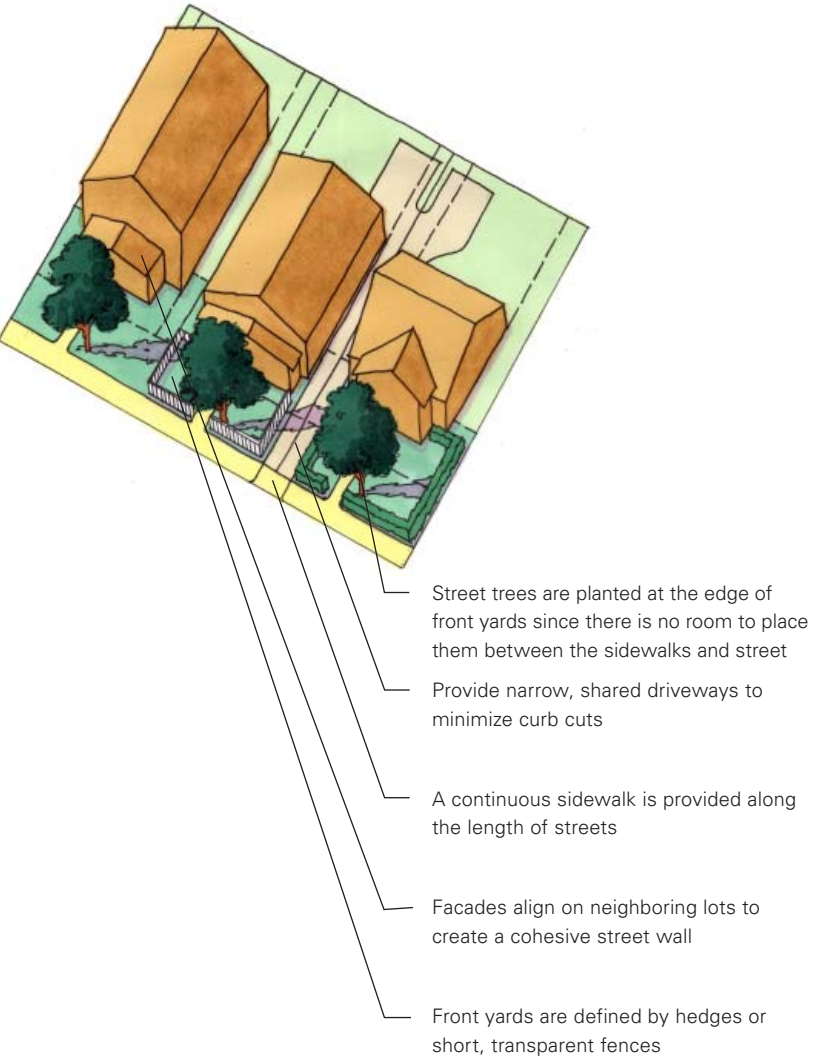 Street trees are planted at the edge of
front yards since there is no room to place
them between the sidewalks and street
Provide narrow, shared driveways to
minimize curb cuts
A continuous sidewalk is provided along
the length of streets
Facades align on neighboring lots to
create a cohesive street wall
Front yards are defined by hedges or
short, transparent fences